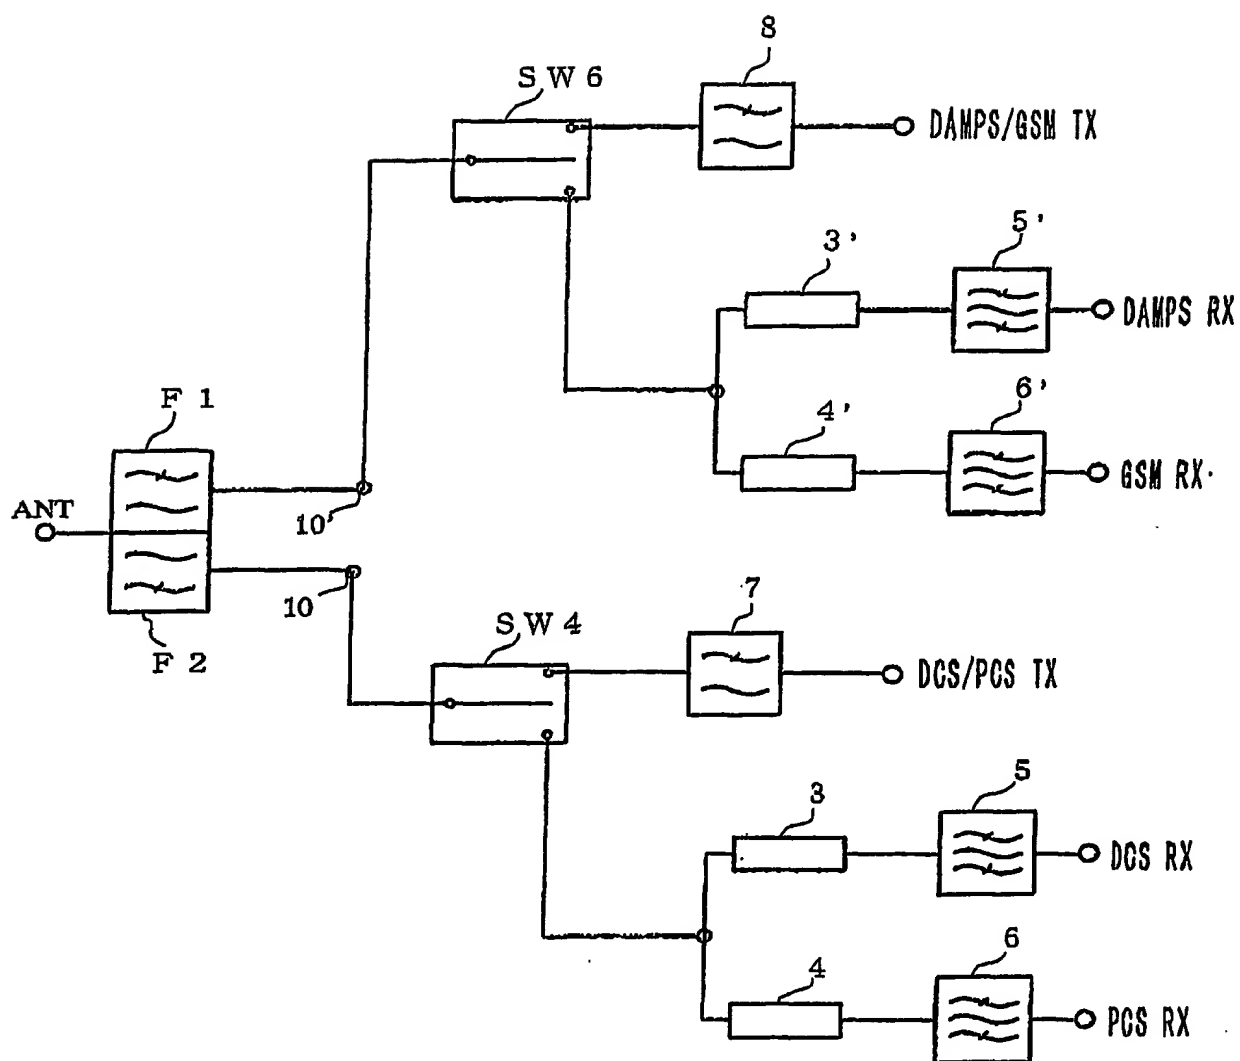 8
SW6
DAMPS/GSM TX
3'
5'
DAMPS RX
F1
4'
6'
GSM RX
ANT
10'
10
F2
SW4
7
DCS/PCS TX
3
5
DCS RX
4
6
PCS RX